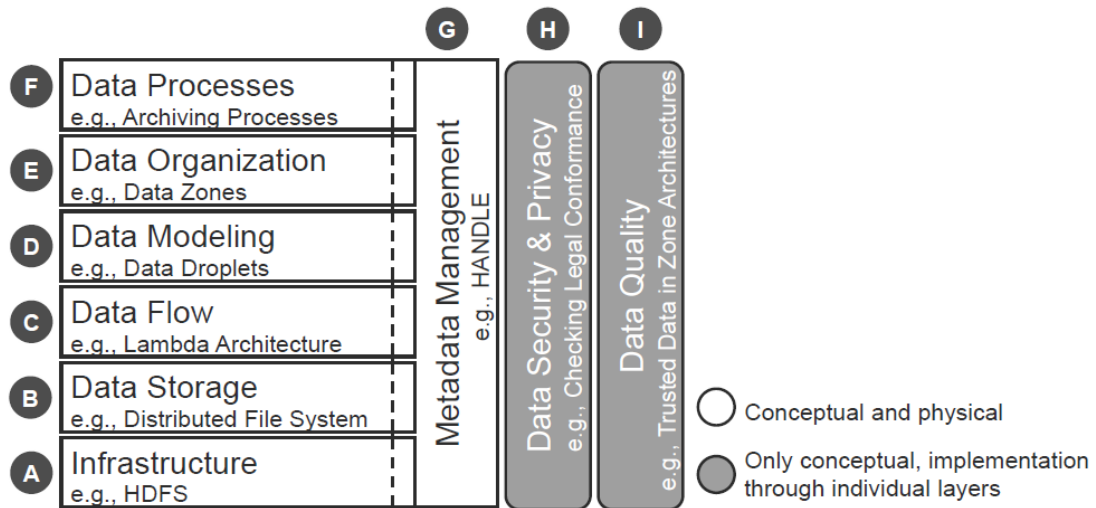 G
H
I
F
Data Processes
e.g., Archiving Processes
E
Data Organization
e.g., Data Zones
D
Data Modeling
e.g., Data Droplets
C
Data Flow
e.g., Lambda Architecture
B
Data Storage
e.g., Distributed File System
A
Infrastructure
e.g., HDFS
Metadata Management
e.g., HANDLE
Data Security & Privacy
e.g., Checking Legal Conformance
Data Quality
e.g., Trusted Data in Zone Architectures
Conceptual and physical
Only conceptual, implementation
through individual layers